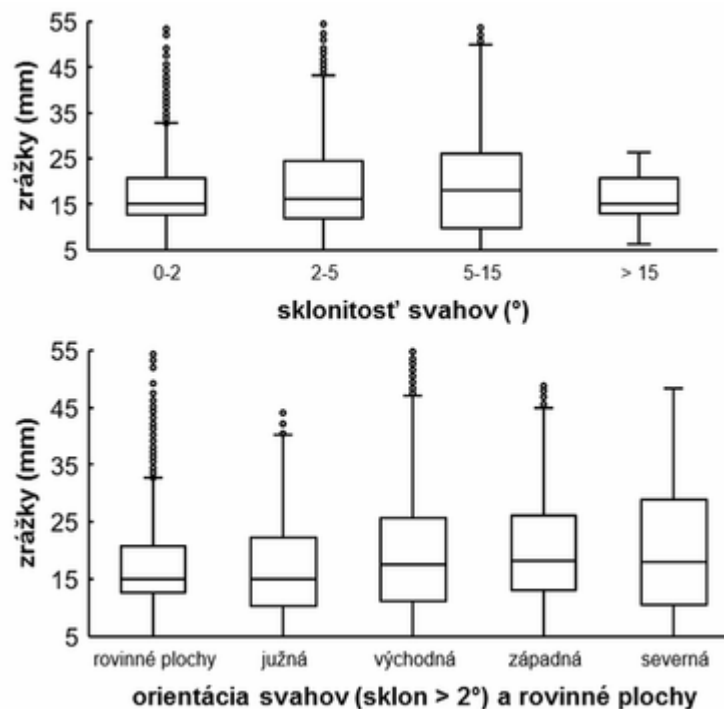 55
45
35
25
15
5
zrážky (mm)
0-2 2-5 5-15 > 15
sklonitosť svahov (°)
55
45
35
25
15
5
zrážky (mm)
rovinné plochy južná východná západná severná
orientácia svahov (sklon > 2°) a rovinné plochy